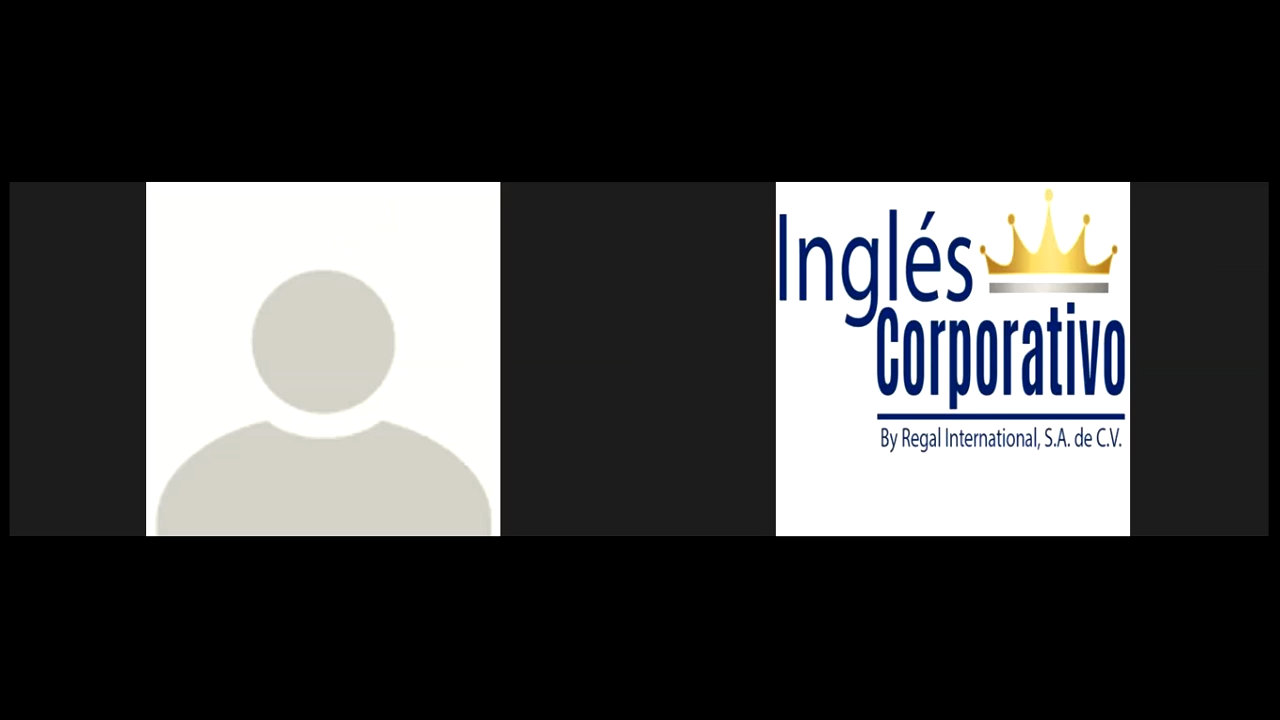 Inglés
Corporativo
By Regal International, S.A. de C.V.